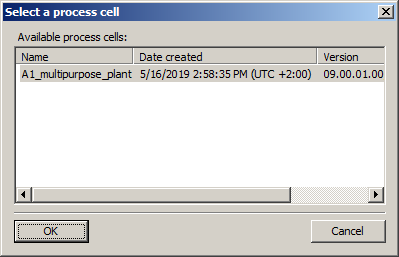 Select a process cell
Available process cells:
Name Date created Version
A1_multipurpose_plant 5/16/2019 2:58:35 PM (UTC +2:00) 09.00.01.00
OK Cancel